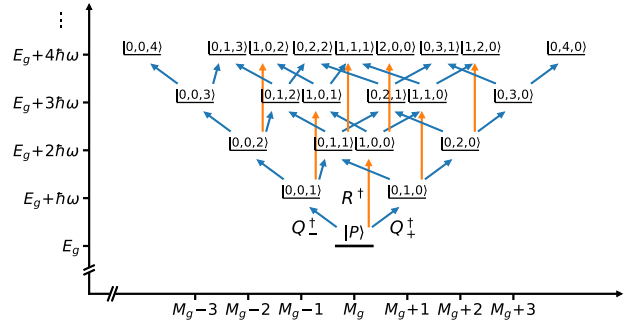 ⋮
E_g+4ħω |0,0,4⟩ |0,1,3⟩ |1,0,2⟩ |0,2,2⟩ |1,1,1⟩ |2,0,0⟩ |0,3,1⟩ |1,2,0⟩ |0,4,0⟩
E_g+3ħω |0,0,3⟩ |0,1,2⟩ |1,0,1⟩ |0,2,1⟩ |1,1,0⟩ |0,3,0⟩
E_g+2ħω |0,0,2⟩ |0,1,1⟩ |1,0,0⟩ |0,2,0⟩
E_g+ħω |0,0,1⟩ R† |0,1,0⟩
Q†_− |P⟩ Q†_+
E_g
M_g−3 M_g−2 M_g−1 M_g M_g+1 M_g+2 M_g+3